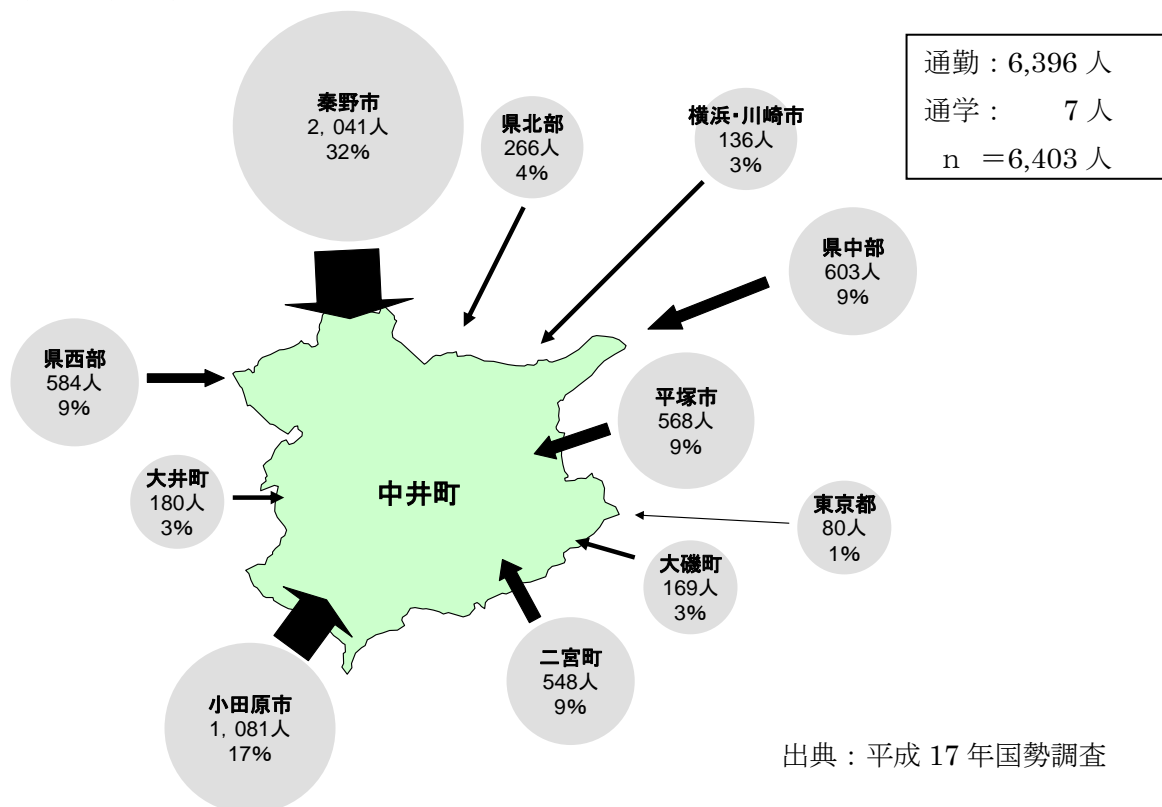 通勤：6,396 人
通学：　　7 人
n ＝6,403 人
秦野市
2，041人
32%
県北部
266人
4%
横浜・川崎市
136人
3%
県中部
603人
9%
県西部
584人
9%
平塚市
568人
9%
大井町
180人
3%
中井町
東京都
80人
1%
大磯町
169人
3%
二宮町
548人
9%
小田原市
1，081人
17%
出典：平成 17 年国勢調査